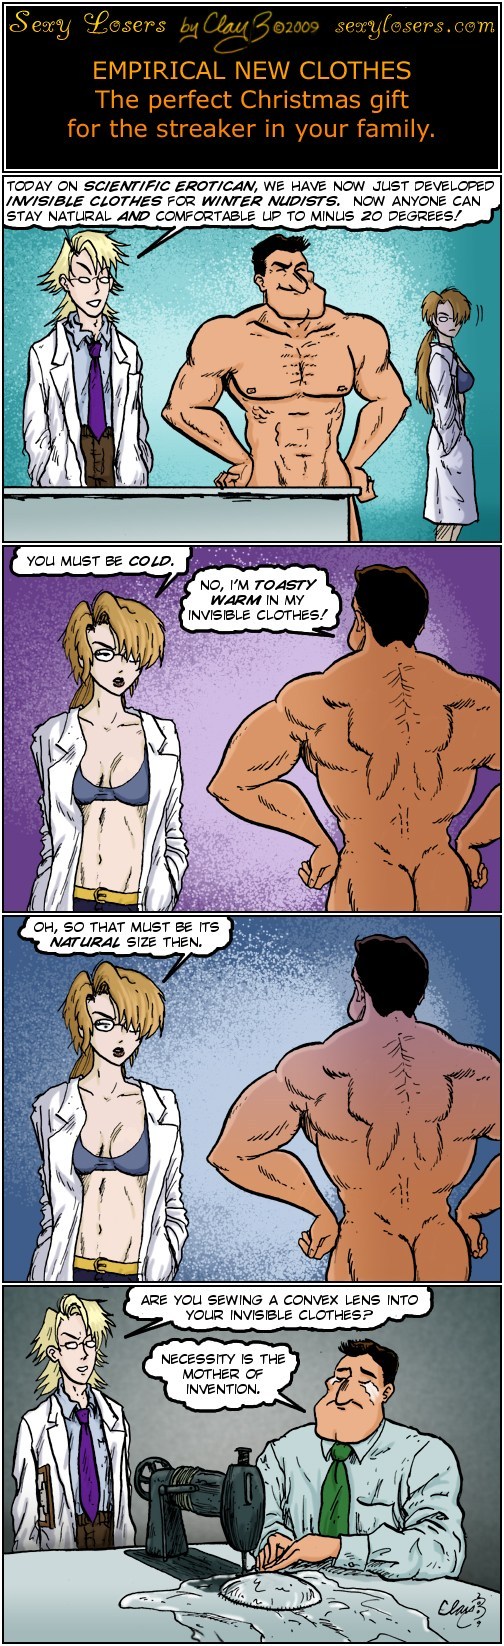 Sexy Losers by Clay B ©2009 sexylosers.com
EMPIRICAL NEW CLOTHES
The perfect Christmas gift
for the streaker in your family.
TODAY ON SCIENTIFIC EROTICAN, WE HAVE NOW JUST DEVELOPED
INVISIBLE CLOTHES FOR WINTER NUDISTS. NOW ANYONE CAN
STAY NATURAL AND COMFORTABLE UP TO MINUS 20 DEGREES!
YOU MUST BE COLD.
NO, I'M TOASTY
WARM IN MY
INVISIBLE CLOTHES!
OH, SO THAT MUST BE ITS
NATURAL SIZE THEN.
ARE YOU SEWING A CONVEX LENS INTO
YOUR INVISIBLE CLOTHES?
NECESSITY IS THE
MOTHER OF
INVENTION.